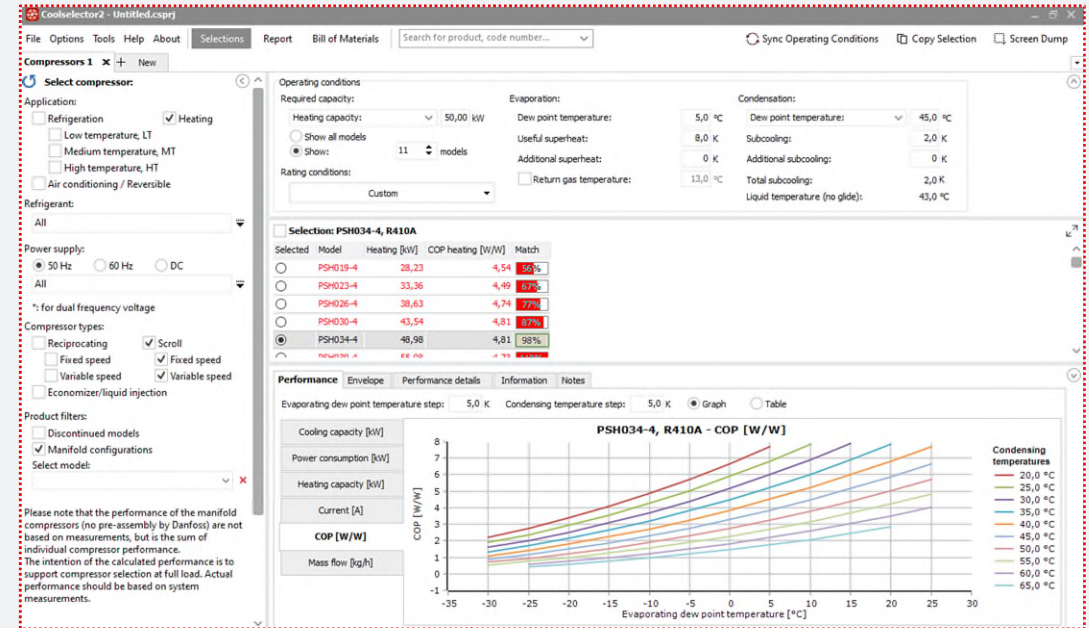 Coolselector2 - Untitled.csprj
File Options Tools Help About Selections Report Bill of Materials Search for product, code number... Sync Operating Conditions Copy Selection Screen Dump
Compressors 1 New
Select compressor:
Application:
Refrigeration Heating
Low temperature, LT
Medium temperature, MT
High temperature, HT
Air conditioning / Reversible
Refrigerant:
All
Power supply:
50 Hz 60 Hz DC
All
*: for dual frequency voltage
Compressor types:
Reciprocating Scroll
Fixed speed Fixed speed
Variable speed Variable speed
Economizer/liquid injection
Product filters:
Discontinued models
Manifold configurations
Select model:
Please note that the performance of the manifold
compressors (no pre-assembly by Danfoss) are not
based on measurements, but is the sum of
individual compressor performance.
The intention of the calculated performance is to
support compressor selection at full load. Actual
performance should be based on system
measurements.
Operating conditions
Required capacity:
Heating capacity: 50,00 kW
Show all models
Show: 11 models
Rating conditions:
Custom
Evaporation:
Dew point temperature: 5,0 °C
Useful superheat: 8,0 K
Additional superheat: 0 K
Return gas temperature: 13,0 °C
Condensation:
Dew point temperature: 45,0 °C
Subcooling: 2,0 K
Additional subcooling: 0 K
Total subcooling: 2,0 K
Liquid temperature (no glide): 43,0 °C
Selection: PSH034-4, R410A
Selected Model Heating [kW] COP heating [W/W] Match
PSH019-4 28,23 4,54 56%
PSH023-4 33,36 4,49 67%
PSH026-4 38,63 4,74 77%
PSH030-4 43,54 4,81 87%
PSH034-4 48,98 4,81 98%
Performance Envelope Performance details Information Notes
Evaporating dew point temperature step: 5,0 K Condensing temperature step: 5,0 K Graph Table
Cooling capacity [kW]
Power consumption [kW]
Heating capacity [kW]
Current [A]
COP [W/W]
Mass flow [kg/h]
PSH034-4, R410A - COP [W/W]
COP [W/W]
8
7
6
5
4
3
2
1
0
-1
-35 -30 -25 -20 -15 -10 -5 0 5 10 15 20 25 30
Evaporating dew point temperature [°C]
Condensing
temperatures
20,0 °C
25,0 °C
30,0 °C
35,0 °C
40,0 °C
45,0 °C
50,0 °C
55,0 °C
60,0 °C
65,0 °C